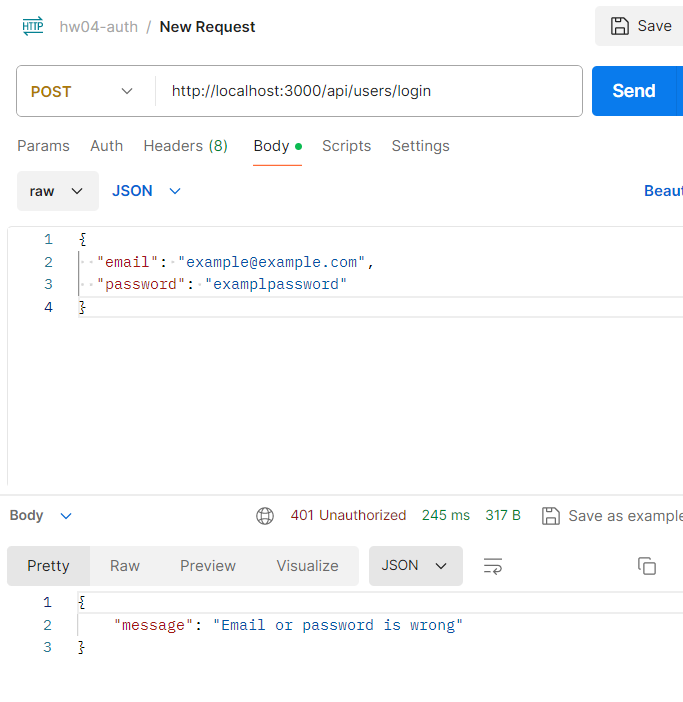 HTTP hw04-auth / New Request Save
POST http://localhost:3000/api/users/login Send
Params Auth Headers (8) Body Scripts Settings
raw JSON Beaut
1 {
2 "email": "example@example.com",
3 "password": "examplpassword"
4 }
Body 401 Unauthorized 245 ms 317 B Save as example
Pretty Raw Preview Visualize JSON
1 {
2 "message": "Email or password is wrong"
3 }